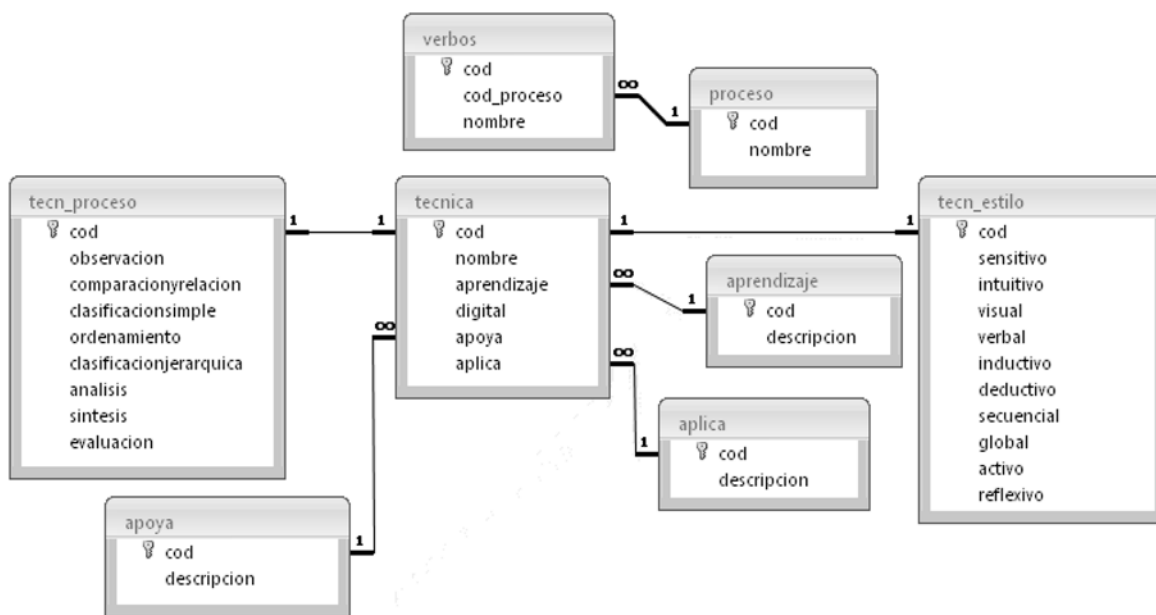 verbos
cod
cod_proceso
nombre
∞
1
proceso
cod
nombre
tecn_proceso
cod
observacion
comparacionyrelacion
clasificacionsimple
ordenamiento
clasificacionjerarquica
analisis
sintesis
evaluacion
1
1
tecnica
cod
nombre
aprendizaje
digital
apoya
aplica
1
1
∞
1
∞
1
∞
1
aprendizaje
cod
descripcion
aplica
cod
descripcion
tecn_estilo
cod
sensitivo
intuitivo
visual
verbal
inductivo
deductivo
secuencial
global
activo
reflexivo
apoya
cod
descripcion